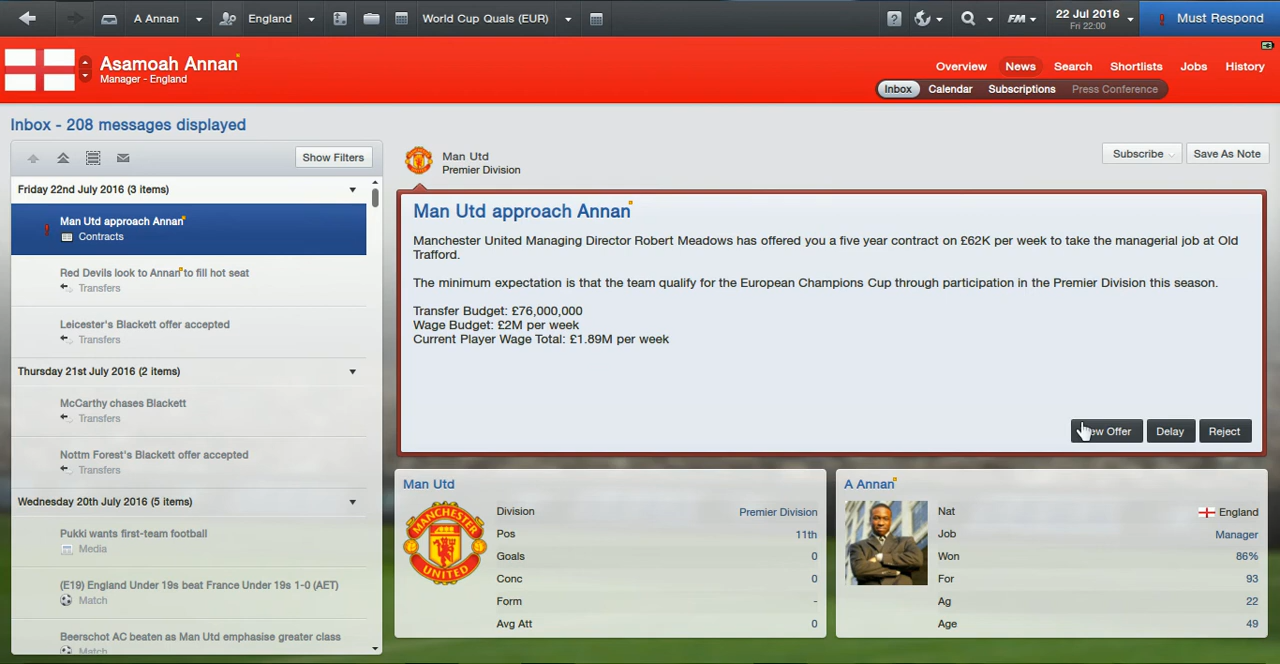 A Annan
England
World Cup Quals (EUR)
FM
22 Jul 2016
Fri 22:00
Must Respond
Asamoah Annan
Manager - England
Overview
News
Search
Shortlists
Jobs
History
Inbox
Calendar
Subscriptions
Press Conference
Inbox - 208 messages displayed
Show Filters
Friday 22nd July 2016 (3 items)
Man Utd approach Annan
Contracts
Red Devils look to Annan to fill hot seat
Transfers
Leicester's Blackett offer accepted
Transfers
Thursday 21st July 2016 (2 items)
McCarthy chases Blackett
Transfers
Nottm Forest's Blackett offer accepted
Transfers
Wednesday 20th July 2016 (5 items)
Pukki wants first-team football
Media
(E19) England Under 19s beat France Under 19s 1-0 (AET)
Match
Beerschot AC beaten as Man Utd emphasise greater class
Match
Man Utd
Premier Division
Subscribe
Save As Note
Man Utd approach Annan
Manchester United Managing Director Robert Meadows has offered you a five year contract on £62K per week to take the managerial job at Old
Trafford.
The minimum expectation is that the team qualify for the European Champions Cup through participation in the Premier Division this season.
Transfer Budget: £76,000,000
Wage Budget: £2M per week
Current Player Wage Total: £1.89M per week
Offer
Delay
Reject
Man Utd
MANCHESTER
UNITED
Division Premier Division
Pos 11th
Goals 0
Conc 0
Form -
Avg Att 0
A Annan
Nat England
Job Manager
Won 86%
For 93
Ag 22
Age 49